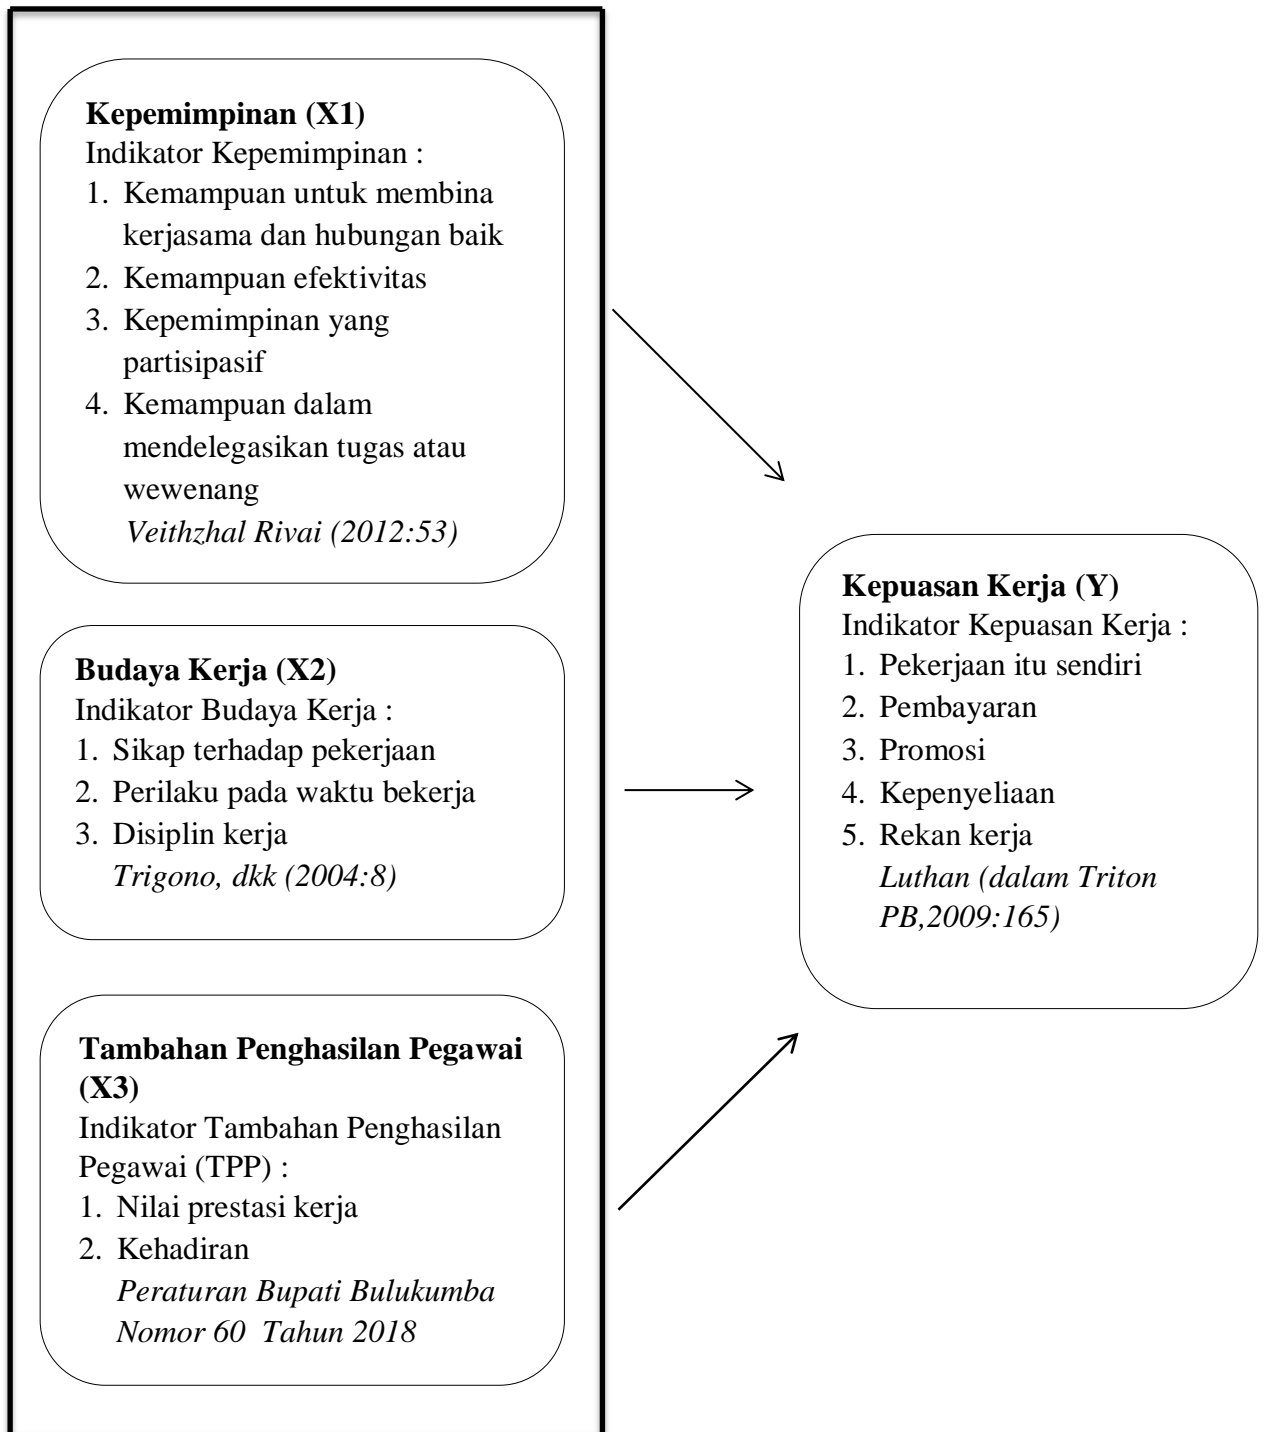 Kepemimpinan (X1)
Indikator Kepemimpinan :
1. Kemampuan untuk membina
kerjasama dan hubungan baik
2. Kemampuan efektivitas
3. Kepemimpinan yang
partisipasif
4. Kemampuan dalam
mendelegasikan tugas atau
wewenang
Veithzhal Rivai (2012:53)
Budaya Kerja (X2)
Indikator Budaya Kerja :
1. Sikap terhadap pekerjaan
2. Perilaku pada waktu bekerja
3. Disiplin kerja
Trigono, dkk (2004:8)
Tambahan Penghasilan Pegawai
(X3)
Indikator Tambahan Penghasilan
Pegawai (TPP) :
1. Nilai prestasi kerja
2. Kehadiran
Peraturan Bupati Bulukumba
Nomor 60 Tahun 2018
Kepuasan Kerja (Y)
Indikator Kepuasan Kerja :
1. Pekerjaan itu sendiri
2. Pembayaran
3. Promosi
4. Kepenyeliaan
5. Rekan kerja
Luthan (dalam Triton
PB,2009:165)